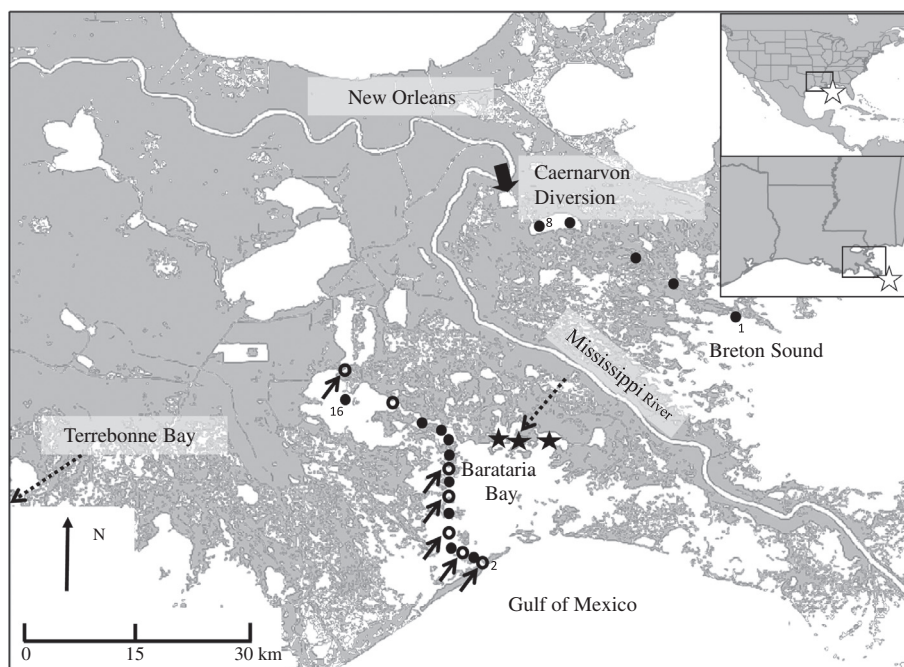 New Orleans
Caernarvon
Diversion
8
1
Breton Sound
Mississippi River
16
Terrebonne Bay
Barataria
Bay
N
2
Gulf of Mexico
0 15 30 km